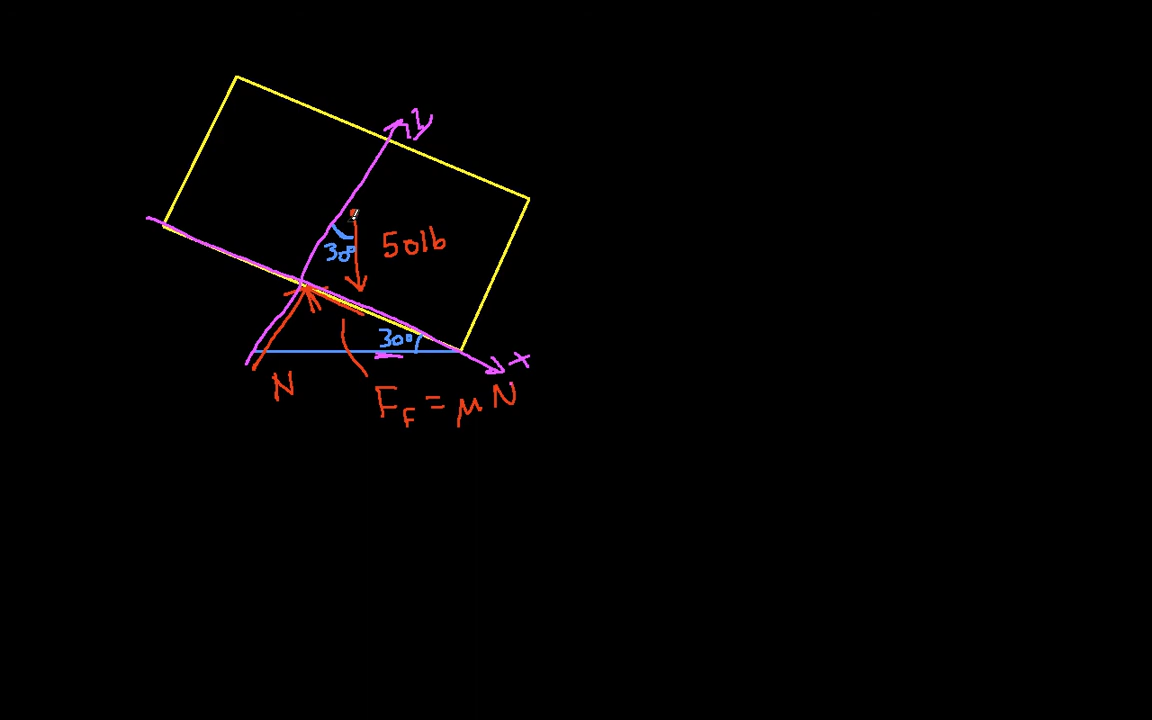 30°
50lb
30°
x
N
F_F = μN